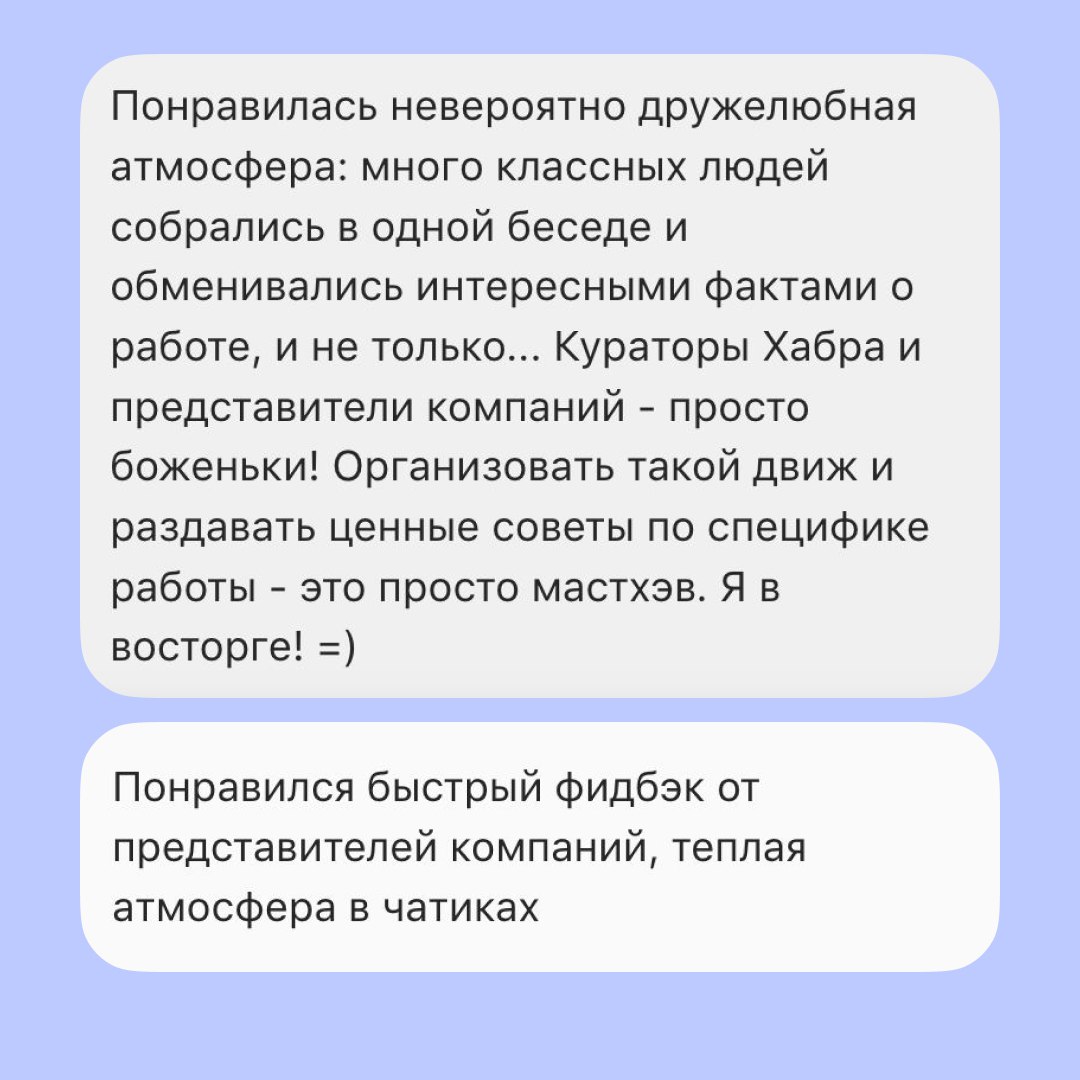 Понравилась невероятно дружелюбная
атмосфера: много классных людей
собрались в одной беседе и
обменивались интересными фактами о
работе, и не только... Кураторы Хабра и
представители компаний - просто
боженьки! Организовать такой движ и
раздавать ценные советы по специфике
работы - это просто мастхэв. Я в
восторге! =)
Понравился быстрый фидбэк от
представителей компаний, теплая
атмосфера в чатиках